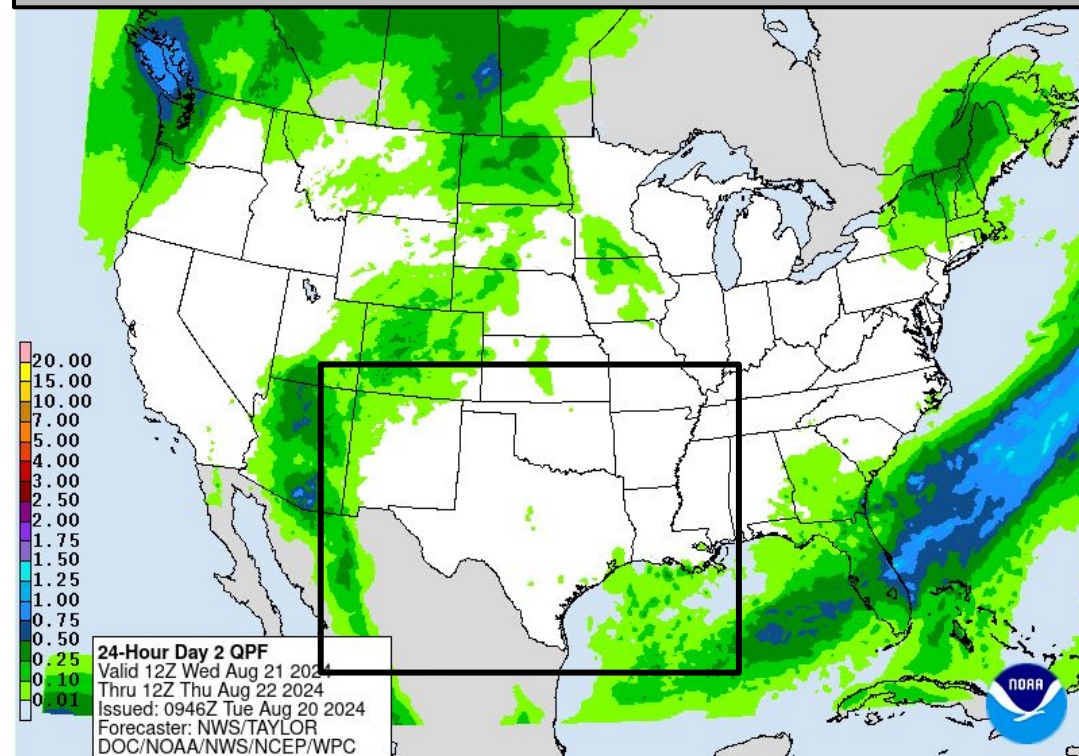 20.00
15.00
10.00
7.00
5.00
4.00
3.00
2.50
2.00
1.75
1.50
1.25
1.00
0.75
0.50
0.25
0.10
0.01
24-Hour Day 2 QPF
Valid 12Z Wed Aug 21 2024
Thru 12Z Thu Aug 22 2024
Issued: 0946Z Tue Aug 20 2024
Forecaster: NWS/TAYLOR
DOC/NOAA/NWS/NCEP/WPC
NOAA